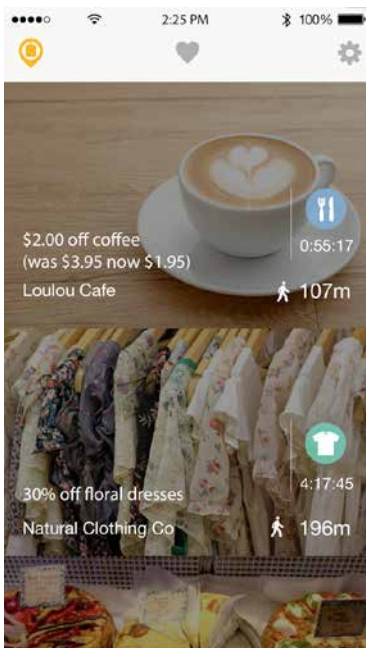 2:25 PM
100%
$2.00 off coffee
(was $3.95 now $1.95)
0:55:17
Loulou Cafe
107m
30% off floral dresses
4:17:45
Natural Clothing Co
196m